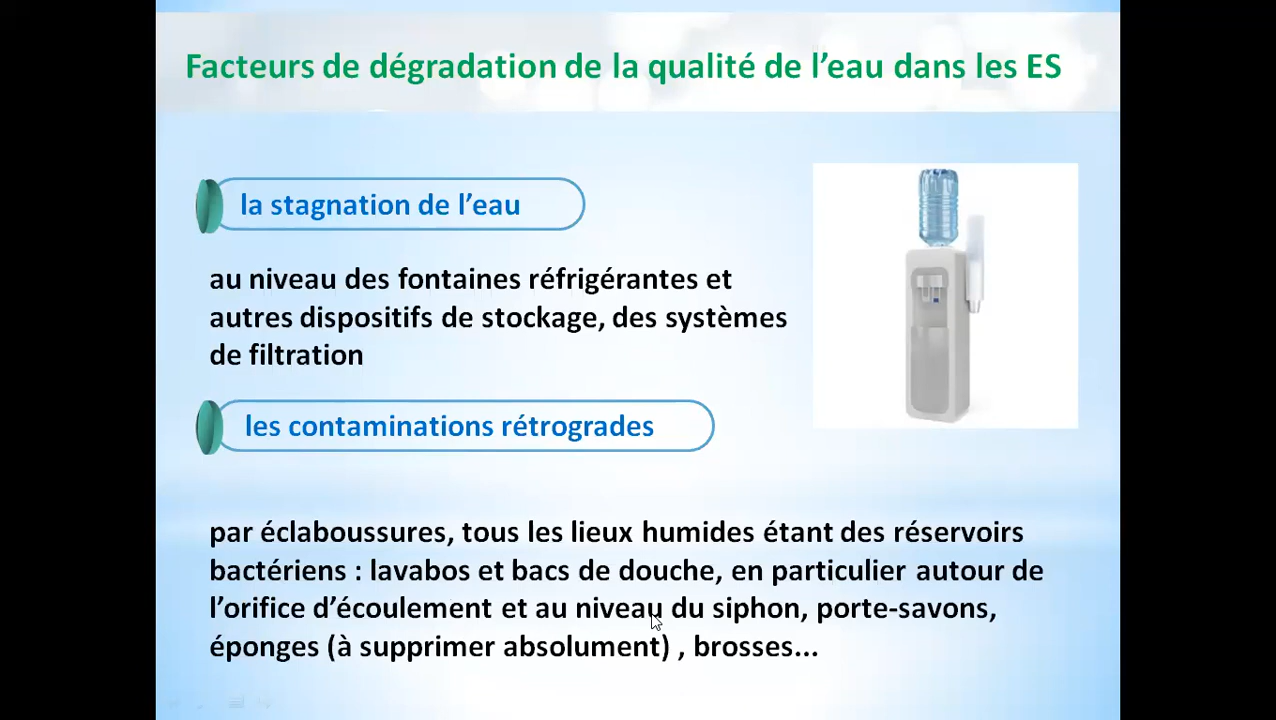 Facteurs de dégradation de la qualité de l’eau dans les ES
la stagnation de l’eau
au niveau des fontaines réfrigérantes et
autres dispositifs de stockage, des systèmes
de filtration
les contaminations rétrogrades
par éclaboussures, tous les lieux humides étant des réservoirs
bactériens : lavabos et bacs de douche, en particulier autour de
l’orifice d’écoulement et au niveau du siphon, porte-savons,
éponges (à supprimer absolument) , brosses...